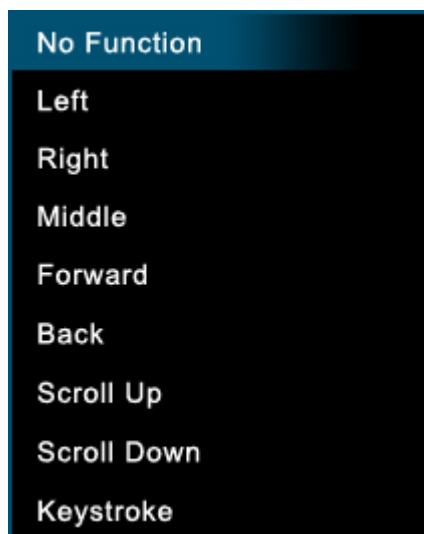 No Function
Left
Right
Middle
Forward
Back
Scroll Up
Scroll Down
Keystroke